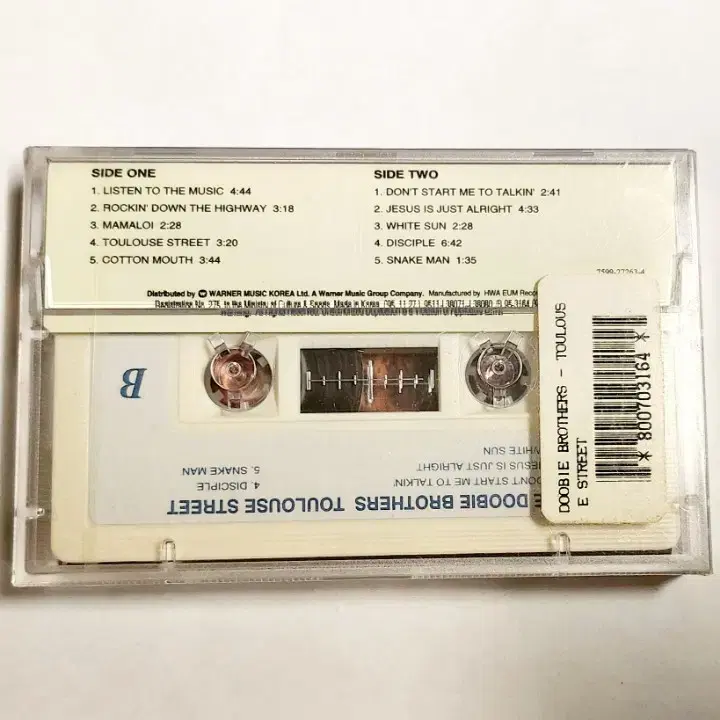 SIDE ONE
1. LISTEN TO THE MUSIC 4:44
2. ROCKIN' DOWN THE HIGHWAY 3:18
3. MAMALOI 2:28
4. TOULOUSE STREET 3:20
5. COTTON MOUTH 3:44
SIDE TWO
1. DON'T START ME TO TALKIN' 2:41
2. JESUS IS JUST ALRIGHT 4:33
3. WHITE SUN 2:28
4. DISCIPLE 6:42
5. SNAKE MAN 1:35
Distributed by WARNER MUSIC KOREA Ltd. A Warner Music Group Company. Manufactured by HWA EUM
B
DOOBIE BROTHERS TOULOUSE STREET
DON'T START ME TO TALKIN'
JESUS IS JUST ALRIGHT
WHITE SUN
4. DISCIPLE
5. SNAKE MAN
DOOBIE BROTHERS - TOULOUS
E STREET
* 800703164 *